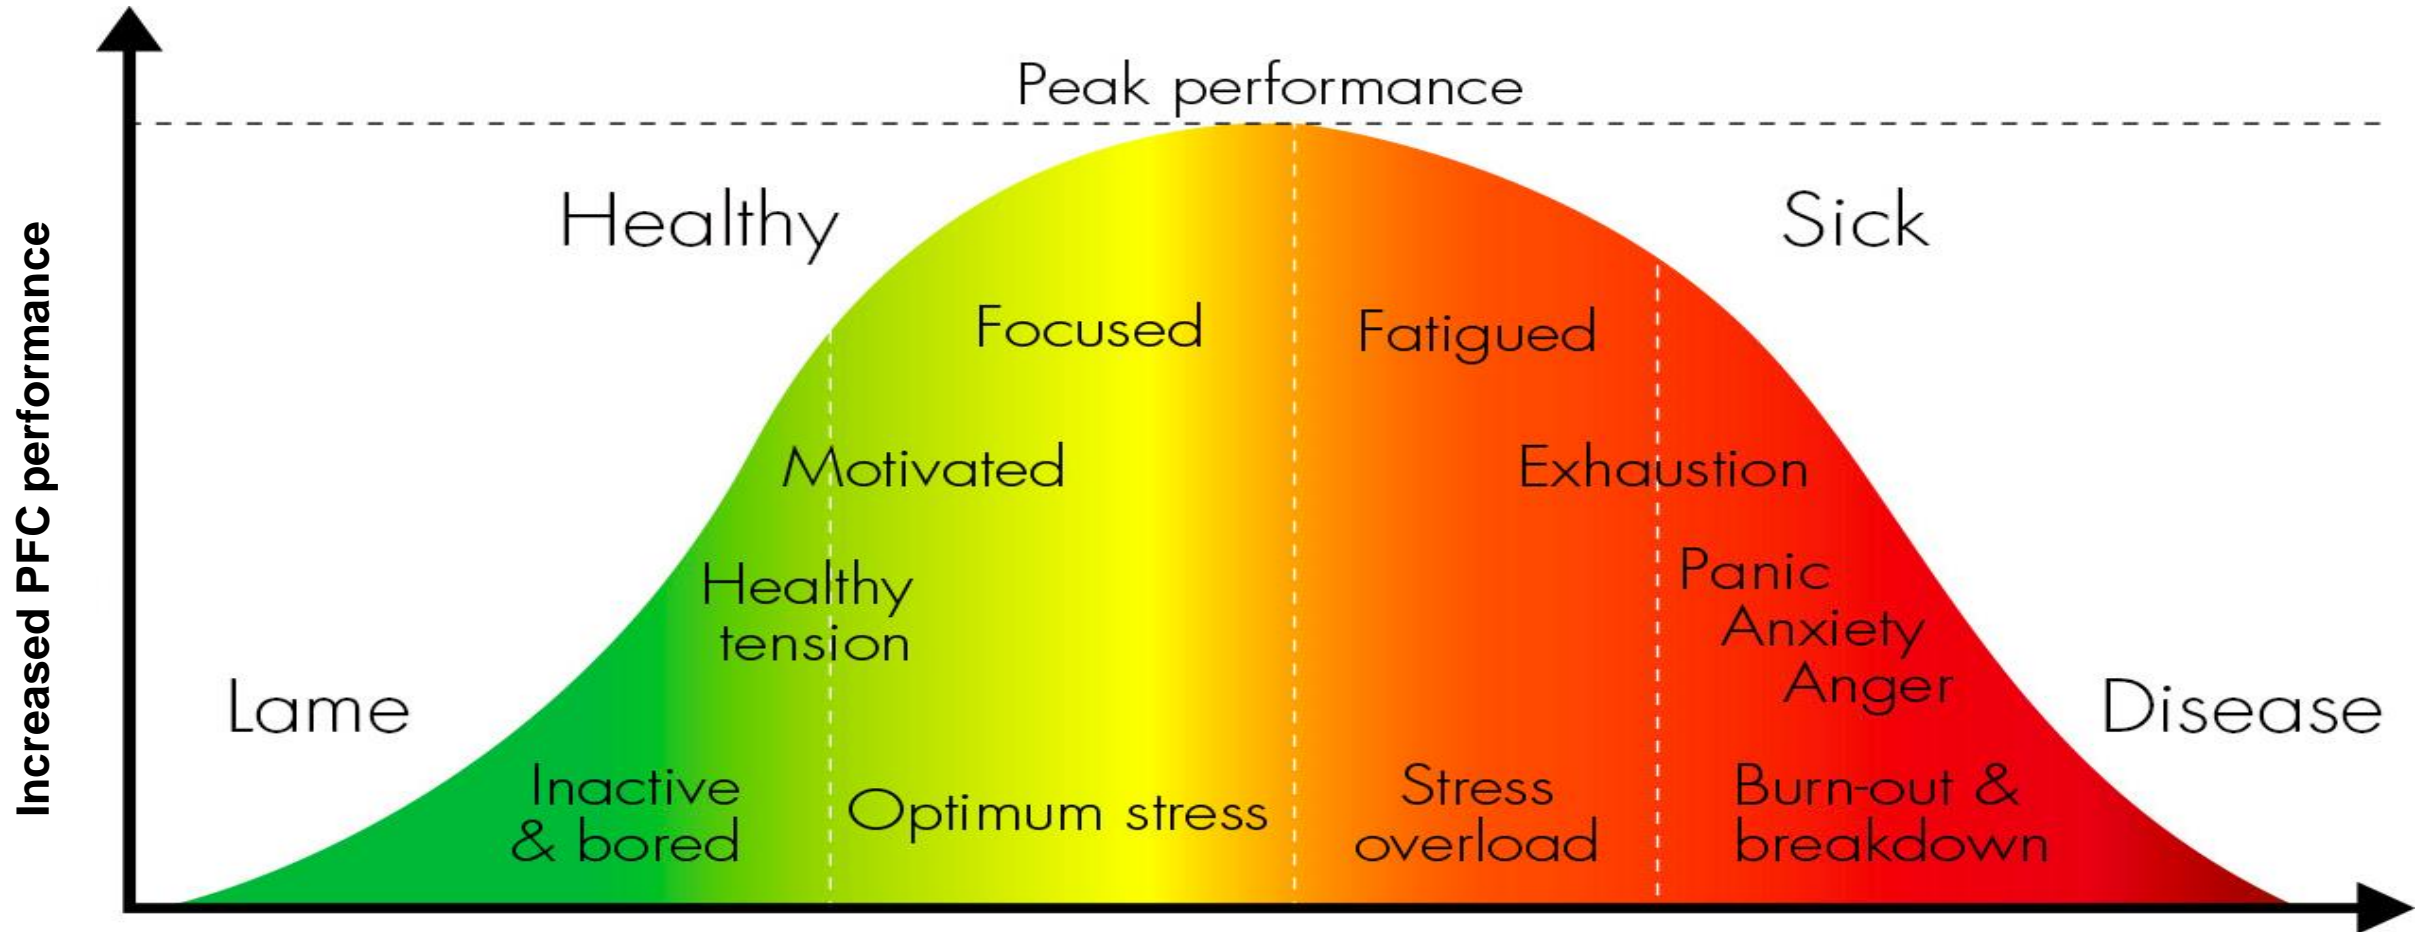 Peak performance
Healthy
Sick
Increased PFC performance
Focused
Fatigued
Motivated
Exhaustion
Healthy
tension
Panic
Anxiety
Anger
Lame
Disease
Inactive
& bored
Optimum stress
Stress
overload
Burn-out &
breakdown